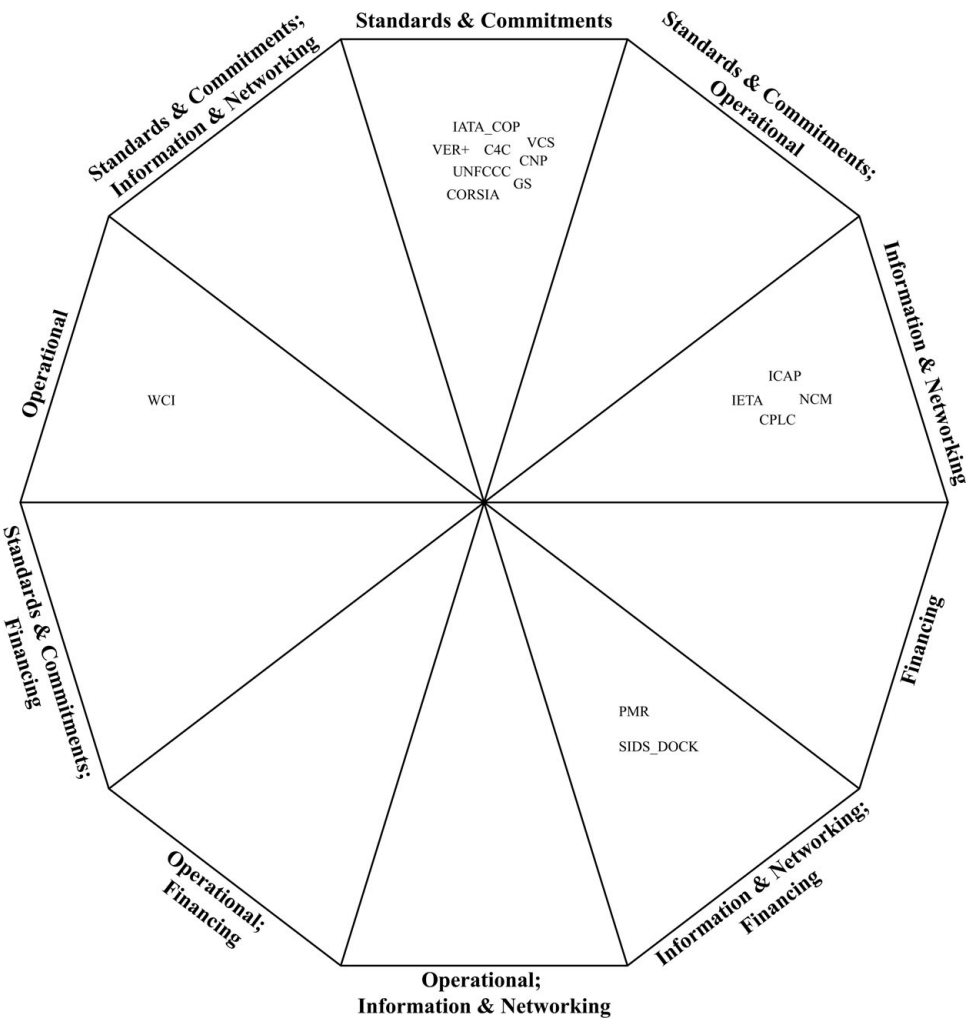 Standards & Commitments
Standards & Commitments;
Operational
Information & Networking
Financing
Information & Networking;
Financing
Operational;
Information & Networking
Operational;
Financing
Standards & Commitments;
Financing
Operational
Standards & Commitments;
Information & Networking
IATA_COP
VER+ C4C VCS
CNP
UNFCCC
GS
CORSIA
ICAP
IETA NCM
CPLC
PMR
SIDS_DOCK
WCI